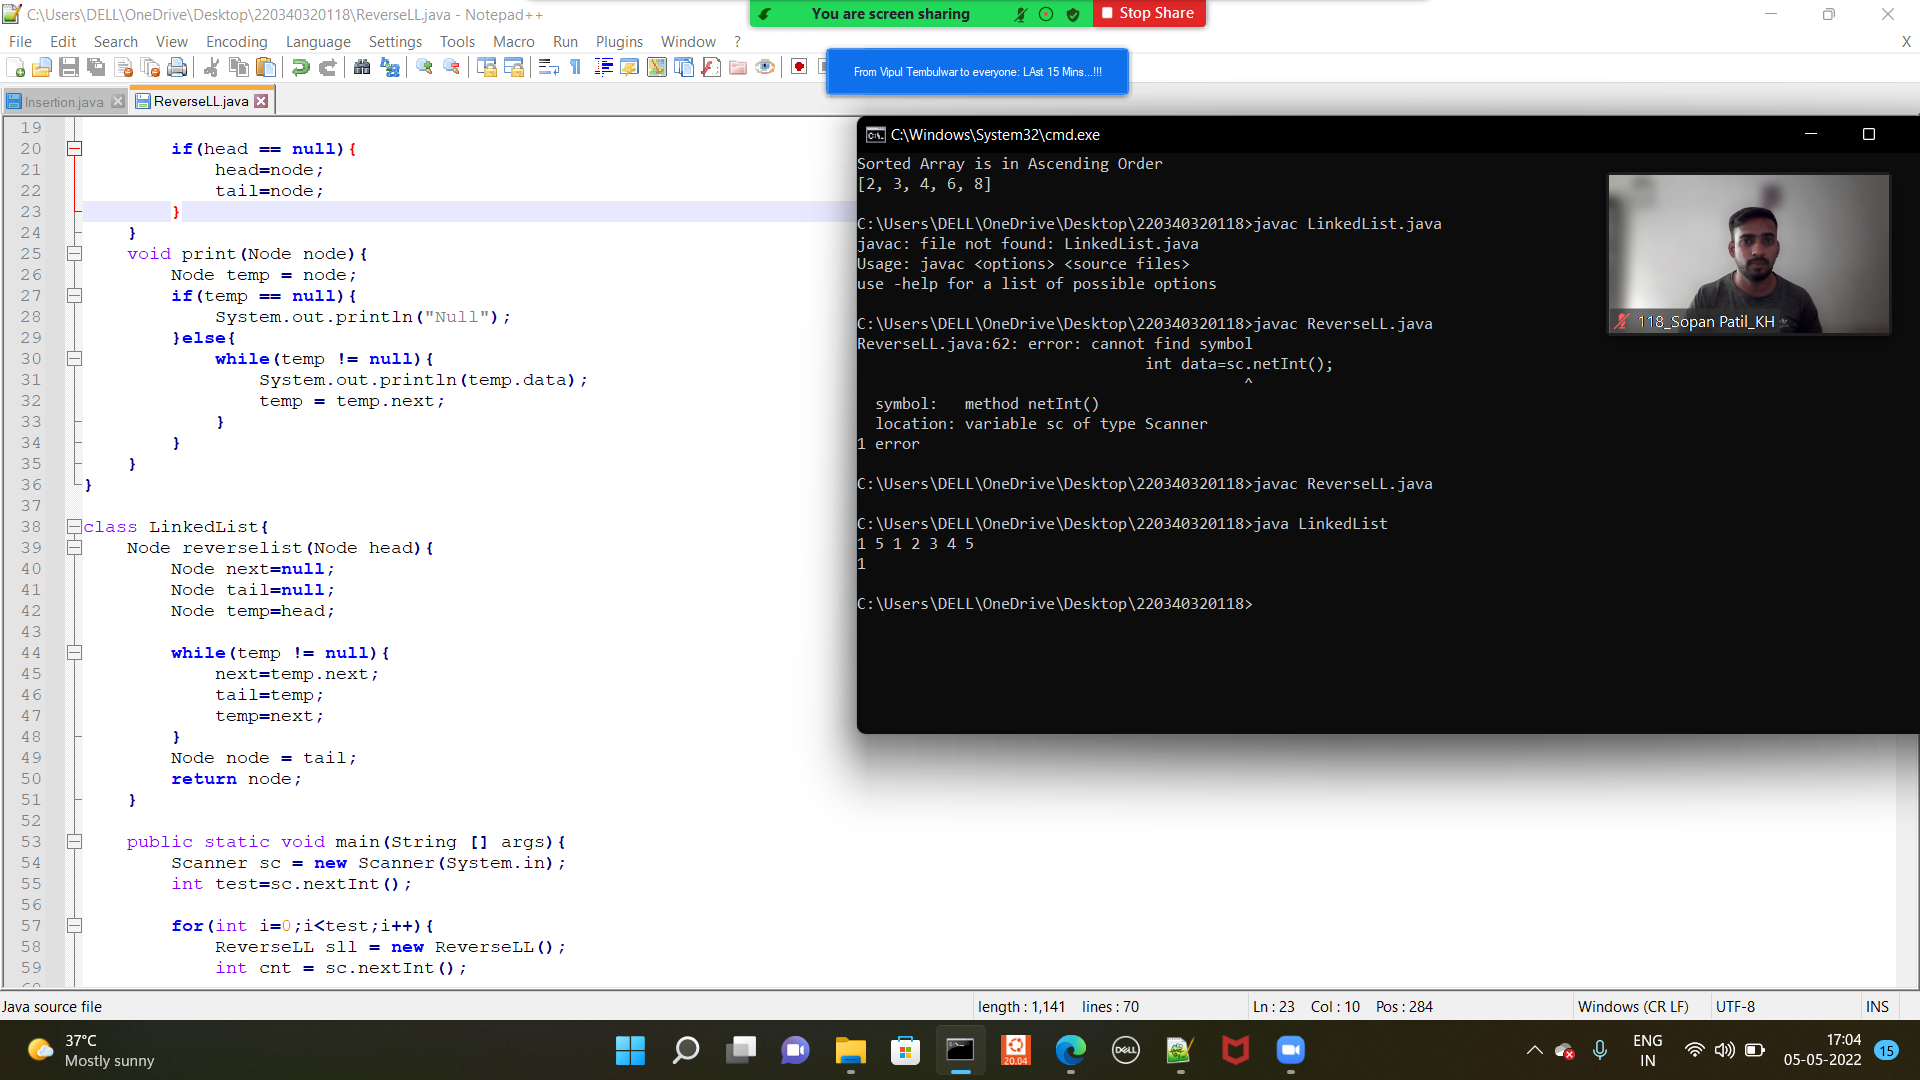 C:\Users\DELL\OneDrive\Desktop\220340320118\ReverseLL.java - Notepad++
You are screen sharing
Stop Share
File Edit Search View Encoding Language Settings Tools Macro Run Plugins Window ?
X
From Vipul Tembulwar to everyone: LAst 15 Mins...!!!
Insertion.java
ReverseLL.java
19
20 if(head == null){
21 head=node;
22 tail=node;
23 }
24 }
25 void print(Node node){
26 Node temp = node;
27 if(temp == null){
28 System.out.println("Null");
29 }else{
30 while(temp != null){
31 System.out.println(temp.data);
32 temp = temp.next;
33 }
34 }
35 }
36 }
37
38 class LinkedList{
39 Node reverselist(Node head){
40 Node next=null;
41 Node tail=null;
42 Node temp=head;
43
44 while(temp != null){
45 next=temp.next;
46 tail=temp;
47 temp=next;
48 }
49 Node node = tail;
50 return node;
51 }
52
53 public static void main(String [] args){
54 Scanner sc = new Scanner(System.in);
55 int test=sc.nextInt();
56
57 for(int i=0;i<test;i++){
58 ReverseLL sll = new ReverseLL();
59 int cnt = sc.nextInt();
C:\Windows\System32\cmd.exe
Sorted Array is in Ascending Order
[2, 3, 4, 6, 8]
C:\Users\DELL\OneDrive\Desktop\220340320118>javac LinkedList.java
javac: file not found: LinkedList.java
Usage: javac <options> <source files>
use -help for a list of possible options
C:\Users\DELL\OneDrive\Desktop\220340320118>javac ReverseLL.java
ReverseLL.java:62: error: cannot find symbol
int data=sc.netInt();
^
symbol: method netInt()
location: variable sc of type Scanner
1 error
C:\Users\DELL\OneDrive\Desktop\220340320118>javac ReverseLL.java
C:\Users\DELL\OneDrive\Desktop\220340320118>java LinkedList
1 5 1 2 3 4 5
1
C:\Users\DELL\OneDrive\Desktop\220340320118>
118_Sopan Patil_KH
Java source file
length : 1,141 lines : 70
Ln : 23 Col : 10 Pos : 284
Windows (CR LF)
UTF-8
INS
37°C
Mostly sunny
20.04
DELL
ENG
IN
17:04
05-05-2022
15